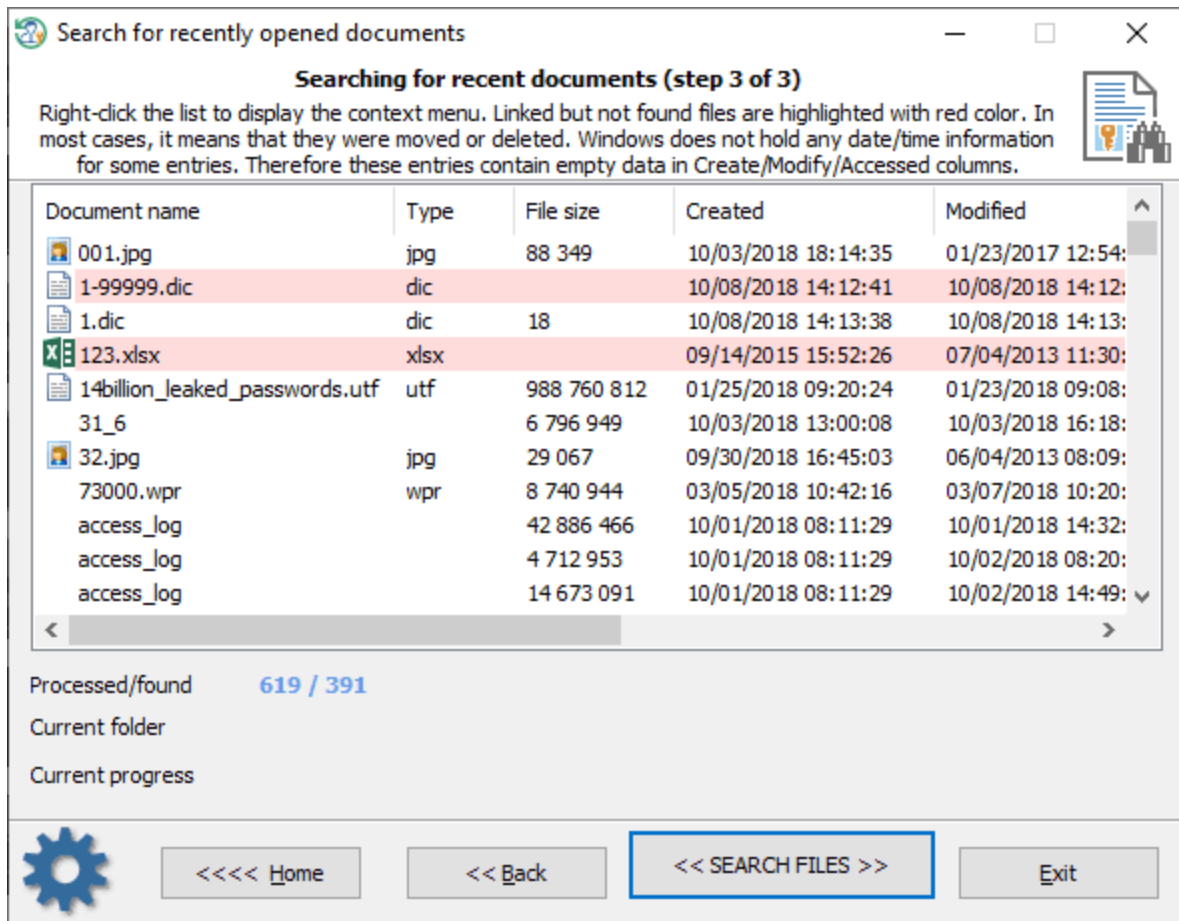 Search for recently opened documents
Searching for recent documents (step 3 of 3)
Right-click the list to display the context menu. Linked but not found files are highlighted with red color. In
most cases, it means that they were moved or deleted. Windows does not hold any date/time information
for some entries. Therefore these entries contain empty data in Create/Modify/Accessed columns.
Document name Type File size Created Modified
001.jpg jpg 88 349 10/03/2018 18:14:35 01/23/2017 12:54:
1-99999.dic dic 10/08/2018 14:12:41 10/08/2018 14:12:
1.dic dic 18 10/08/2018 14:13:38 10/08/2018 14:13:
123.xlsx xlsx 09/14/2015 15:52:26 07/04/2013 11:30:
14billion_leaked_passwords.utf utf 988 760 812 01/25/2018 09:20:24 01/23/2018 09:08:
31_6 6 796 949 10/03/2018 13:00:08 10/03/2018 16:18:
32.jpg jpg 29 067 09/30/2018 16:45:03 06/04/2013 08:09:
73000.wpr wpr 8 740 944 03/05/2018 10:42:16 03/07/2018 10:20:
access_log 42 886 466 10/01/2018 08:11:29 10/01/2018 14:32:
access_log 4 712 953 10/01/2018 08:11:29 10/02/2018 08:20:
access_log 14 673 091 10/01/2018 08:11:29 10/02/2018 14:49:
Processed/found 619 / 391
Current folder
Current progress
<<<< Home << Back << SEARCH FILES >> Exit